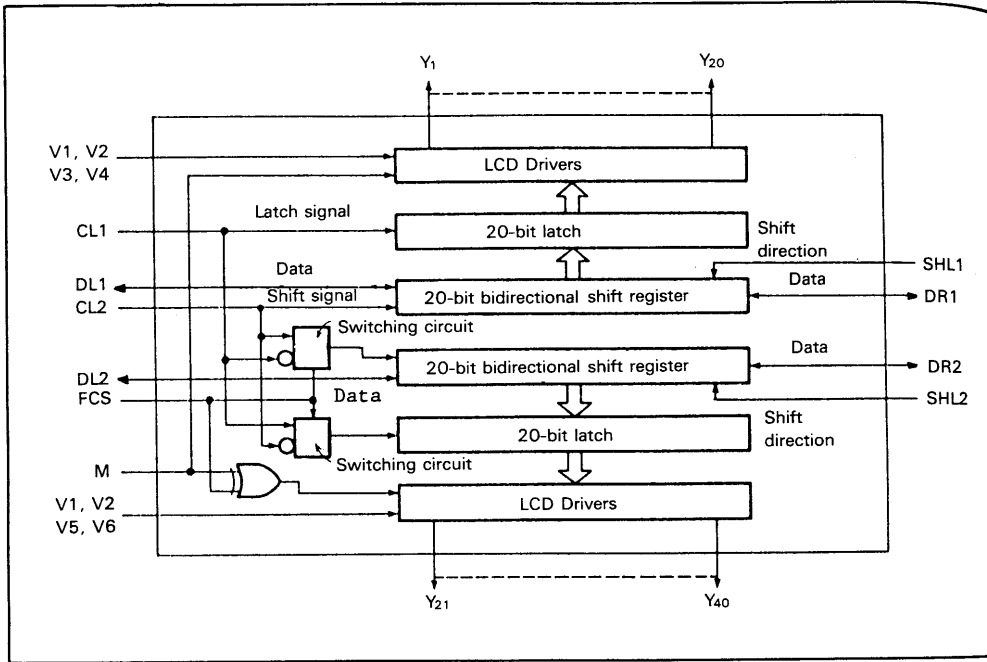 Y1
Y20
V1, V2
V3, V4
LCD Drivers
CL1
Latch signal
20-bit latch
Shift
direction
SHL1
DL1
Data
20-bit bidirectional shift register
Data
DR1
CL2
Shift signal
Switching circuit
20-bit bidirectional shift register
Data
DR2
DL2
FCS
Data
SHL2
20-bit latch
Shift
direction
Switching circuit
M
V1, V2
V5, V6
LCD Drivers
Y21
Y40